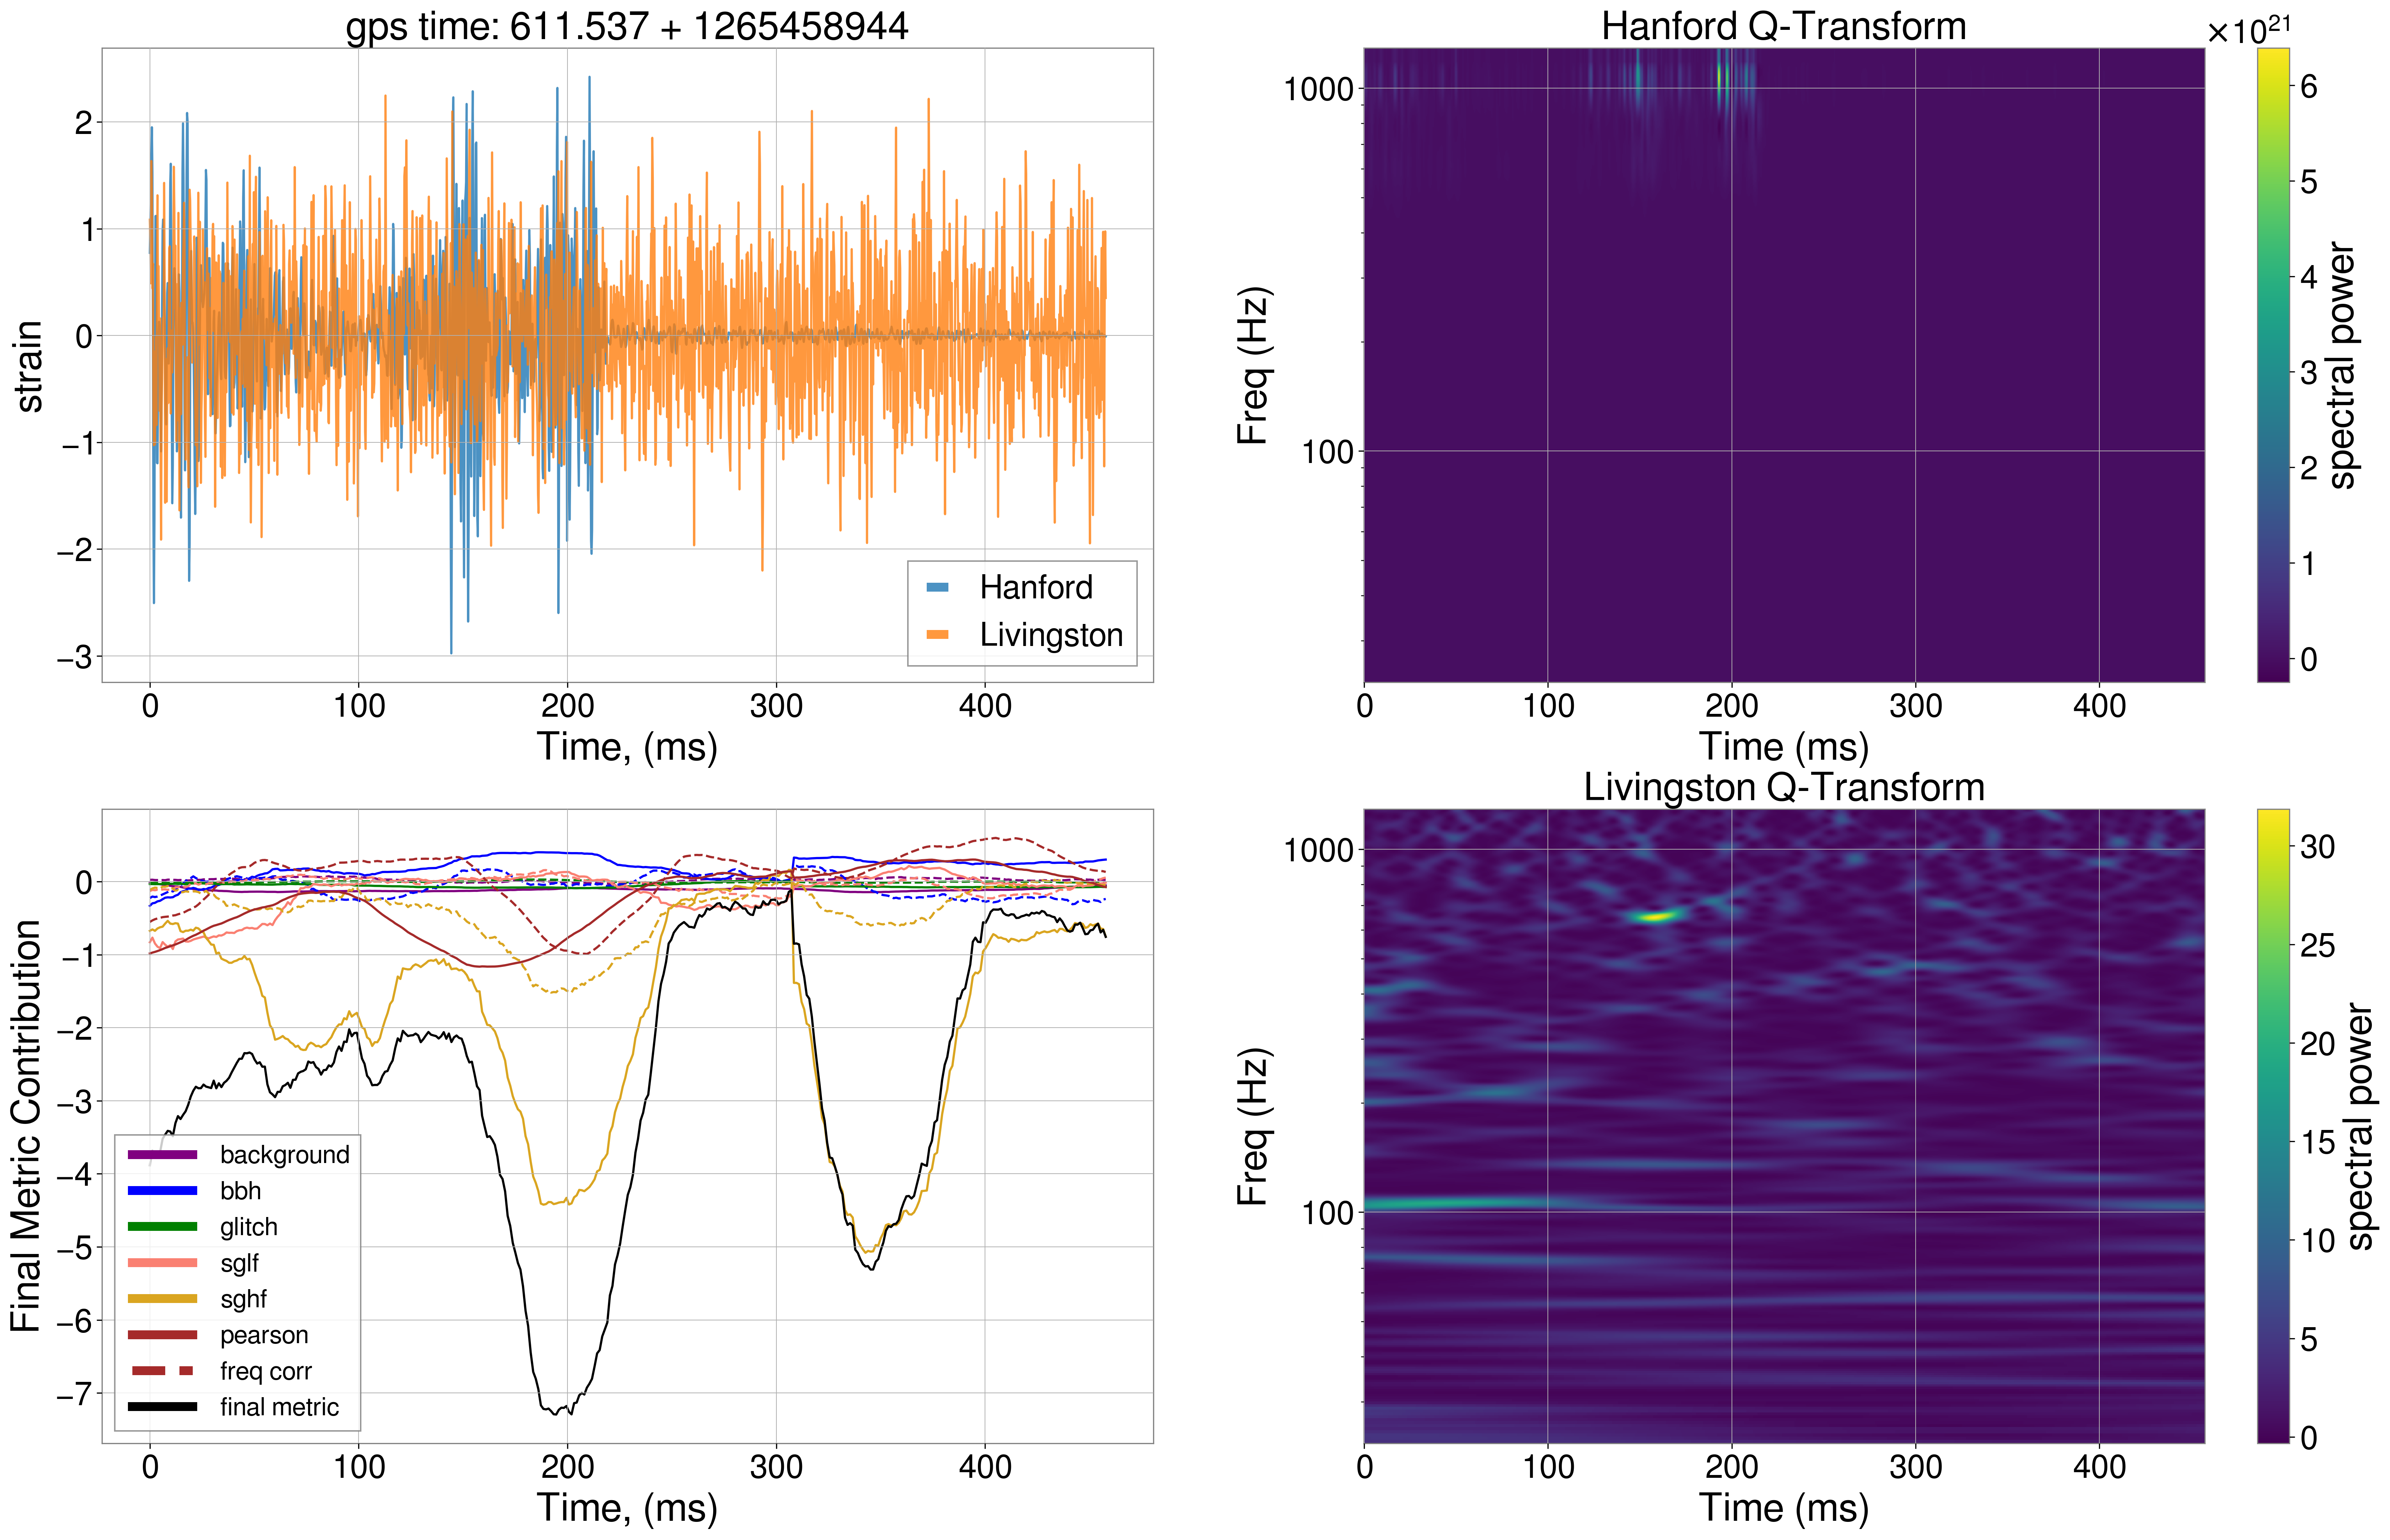 gps time: 611.537 + 1265458944
2
1
0
−1
−2
−3
strain
Hanford
Livingston
0 100 200 300 400
Time, (ms)
Hanford Q-Transform
×10²¹
1000
100
Freq (Hz)
0 100 200 300 400
Time (ms)
6
5
4
3
2
1
0
spectral power
0
−1
−2
−3
−4
−5
−6
−7
Final Metric Contribution
background
bbh
glitch
sglf
sghf
pearson
freq corr
final metric
0 100 200 300 400
Time, (ms)
Livingston Q-Transform
1000
100
Freq (Hz)
0 100 200 300 400
Time (ms)
30
25
20
15
10
5
0
spectral power